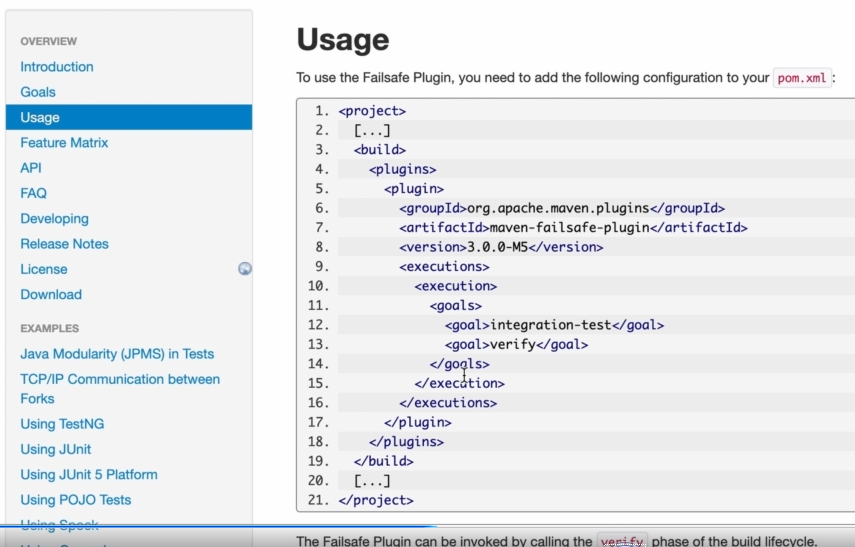 OVERVIEW
Introduction
Goals
Usage
Feature Matrix
API
FAQ
Developing
Release Notes
License
Download
EXAMPLES
Java Modularity (JPMS) in Tests
TCP/IP Communication between
Forks
Using TestNG
Using JUnit
Using JUnit 5 Platform
Using POJO Tests
Using Spock
Usage
To use the Failsafe Plugin, you need to add the following configuration to your pom.xml:
1. <project>
2. [...]
3. <build>
4. <plugins>
5. <plugin>
6. <groupId>org.apache.maven.plugins</groupId>
7. <artifactId>maven-failsafe-plugin</artifactId>
8. <version>3.0.0-M5</version>
9. <executions>
10. <execution>
11. <goals>
12. <goal>integration-test</goal>
13. <goal>verify</goal>
14. </goals>
15. </execution>
16. </executions>
17. </plugin>
18. </plugins>
19. </build>
20. [...]
21. </project>
The Failsafe Plugin can be invoked by calling the verify phase of the build lifecycle.